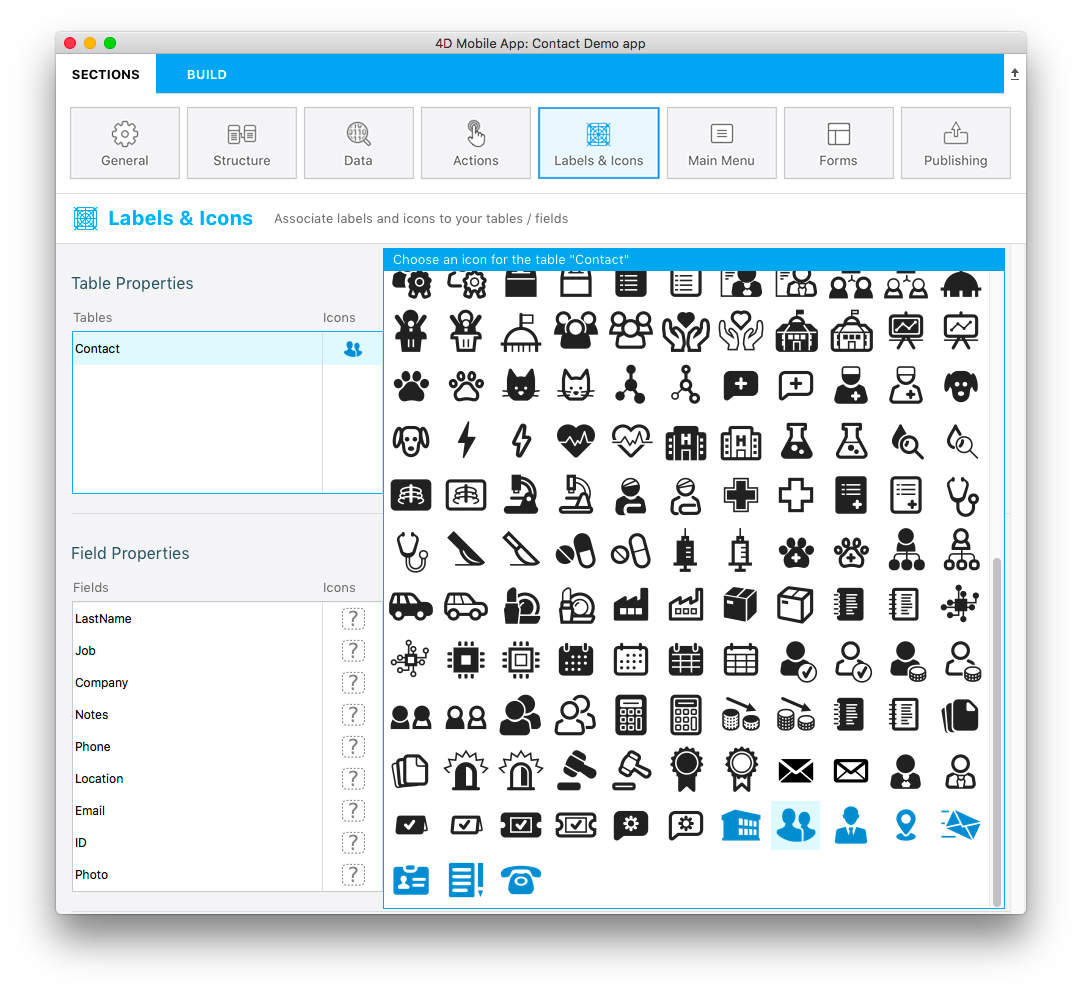 4D Mobile App: Contact Demo app
SECTIONS BUILD
General Structure Data Actions Labels & Icons Main Menu Forms Publishing
Labels & Icons Associate labels and icons to your tables / fields
Choose an icon for the table "Contact"
Table Properties
Tables Icons
Contact
Field Properties
Fields Icons
LastName ?
Job ?
Company ?
Notes ?
Phone ?
Location ?
Email ?
ID ?
Photo ?